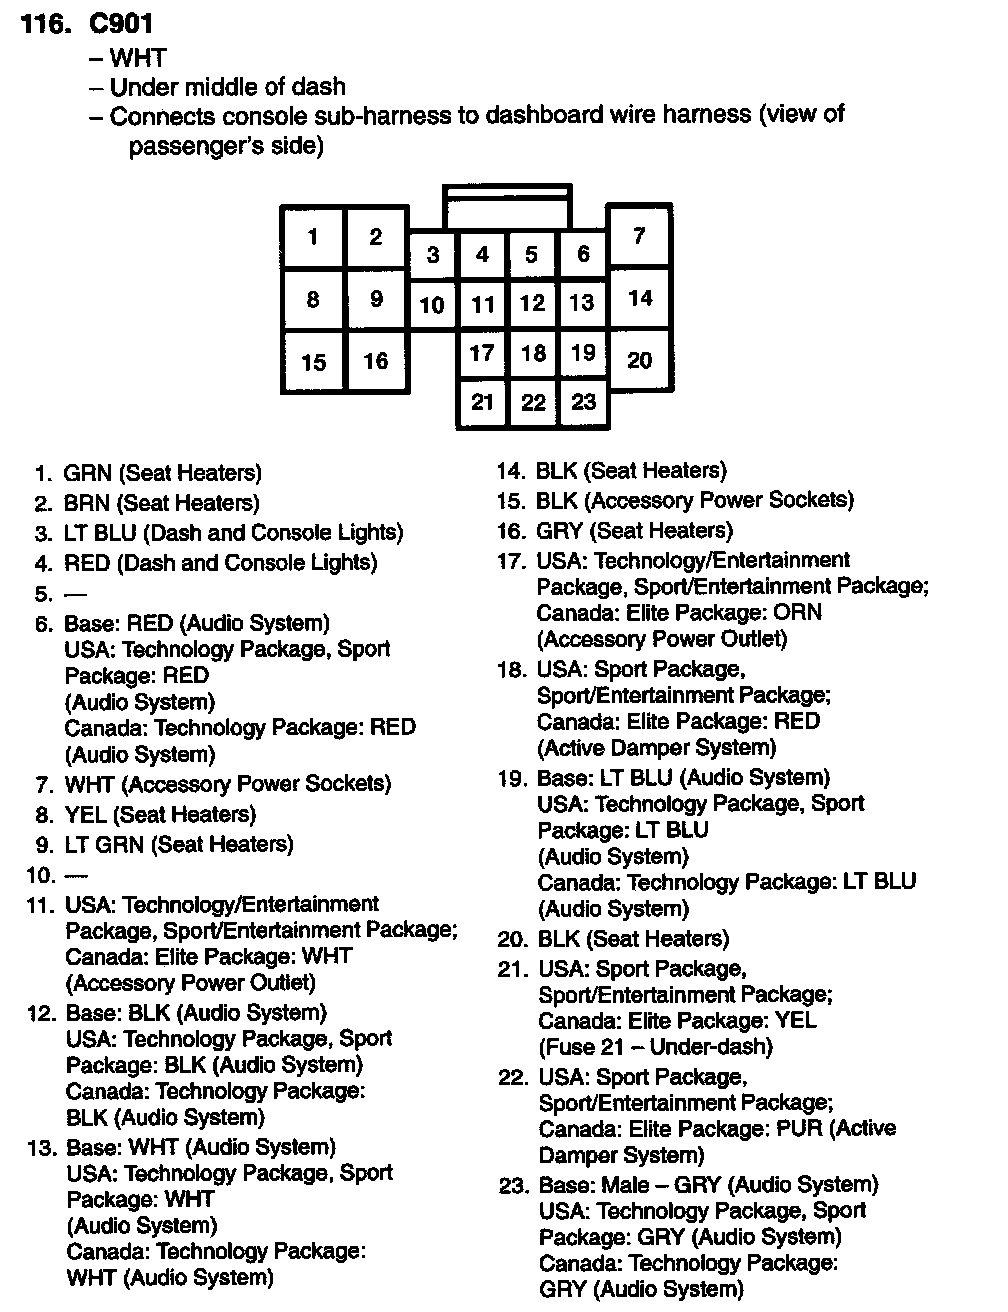 116. C901
– WHT
– Under middle of dash
– Connects console sub-harness to dashboard wire harness (view of
passenger's side)
1 2 7
3 4 5 6
8 9 10 11 12 13 14
15 16 17 18 19 20
21 22 23
1. GRN (Seat Heaters)
2. BRN (Seat Heaters)
3. LT BLU (Dash and Console Lights)
4. RED (Dash and Console Lights)
5. —
6. Base: RED (Audio System)
USA: Technology Package, Sport
Package: RED
(Audio System)
Canada: Technology Package: RED
(Audio System)
7. WHT (Accessory Power Sockets)
8. YEL (Seat Heaters)
9. LT GRN (Seat Heaters)
10. —
11. USA: Technology/Entertainment
Package, Sport/Entertainment Package;
Canada: Elite Package: WHT
(Accessory Power Outlet)
12. Base: BLK (Audio System)
USA: Technology Package, Sport
Package: BLK (Audio System)
Canada: Technology Package:
BLK (Audio System)
13. Base: WHT (Audio System)
USA: Technology Package, Sport
Package: WHT
(Audio System)
Canada: Technology Package:
WHT (Audio System)
14. BLK (Seat Heaters)
15. BLK (Accessory Power Sockets)
16. GRY (Seat Heaters)
17. USA: Technology/Entertainment
Package, Sport/Entertainment Package;
Canada: Elite Package: ORN
(Accessory Power Outlet)
18. USA: Sport Package,
Sport/Entertainment Package;
Canada: Elite Package: RED
(Active Damper System)
19. Base: LT BLU (Audio System)
USA: Technology Package, Sport
Package: LT BLU
(Audio System)
Canada: Technology Package: LT BLU
(Audio System)
20. BLK (Seat Heaters)
21. USA: Sport Package,
Sport/Entertainment Package;
Canada: Elite Package: YEL
(Fuse 21 – Under-dash)
22. USA: Sport Package,
Sport/Entertainment Package;
Canada: Elite Package: PUR (Active
Damper System)
23. Base: Male – GRY (Audio System)
USA: Technology Package, Sport
Package: GRY (Audio System)
Canada: Technology Package:
GRY (Audio System)